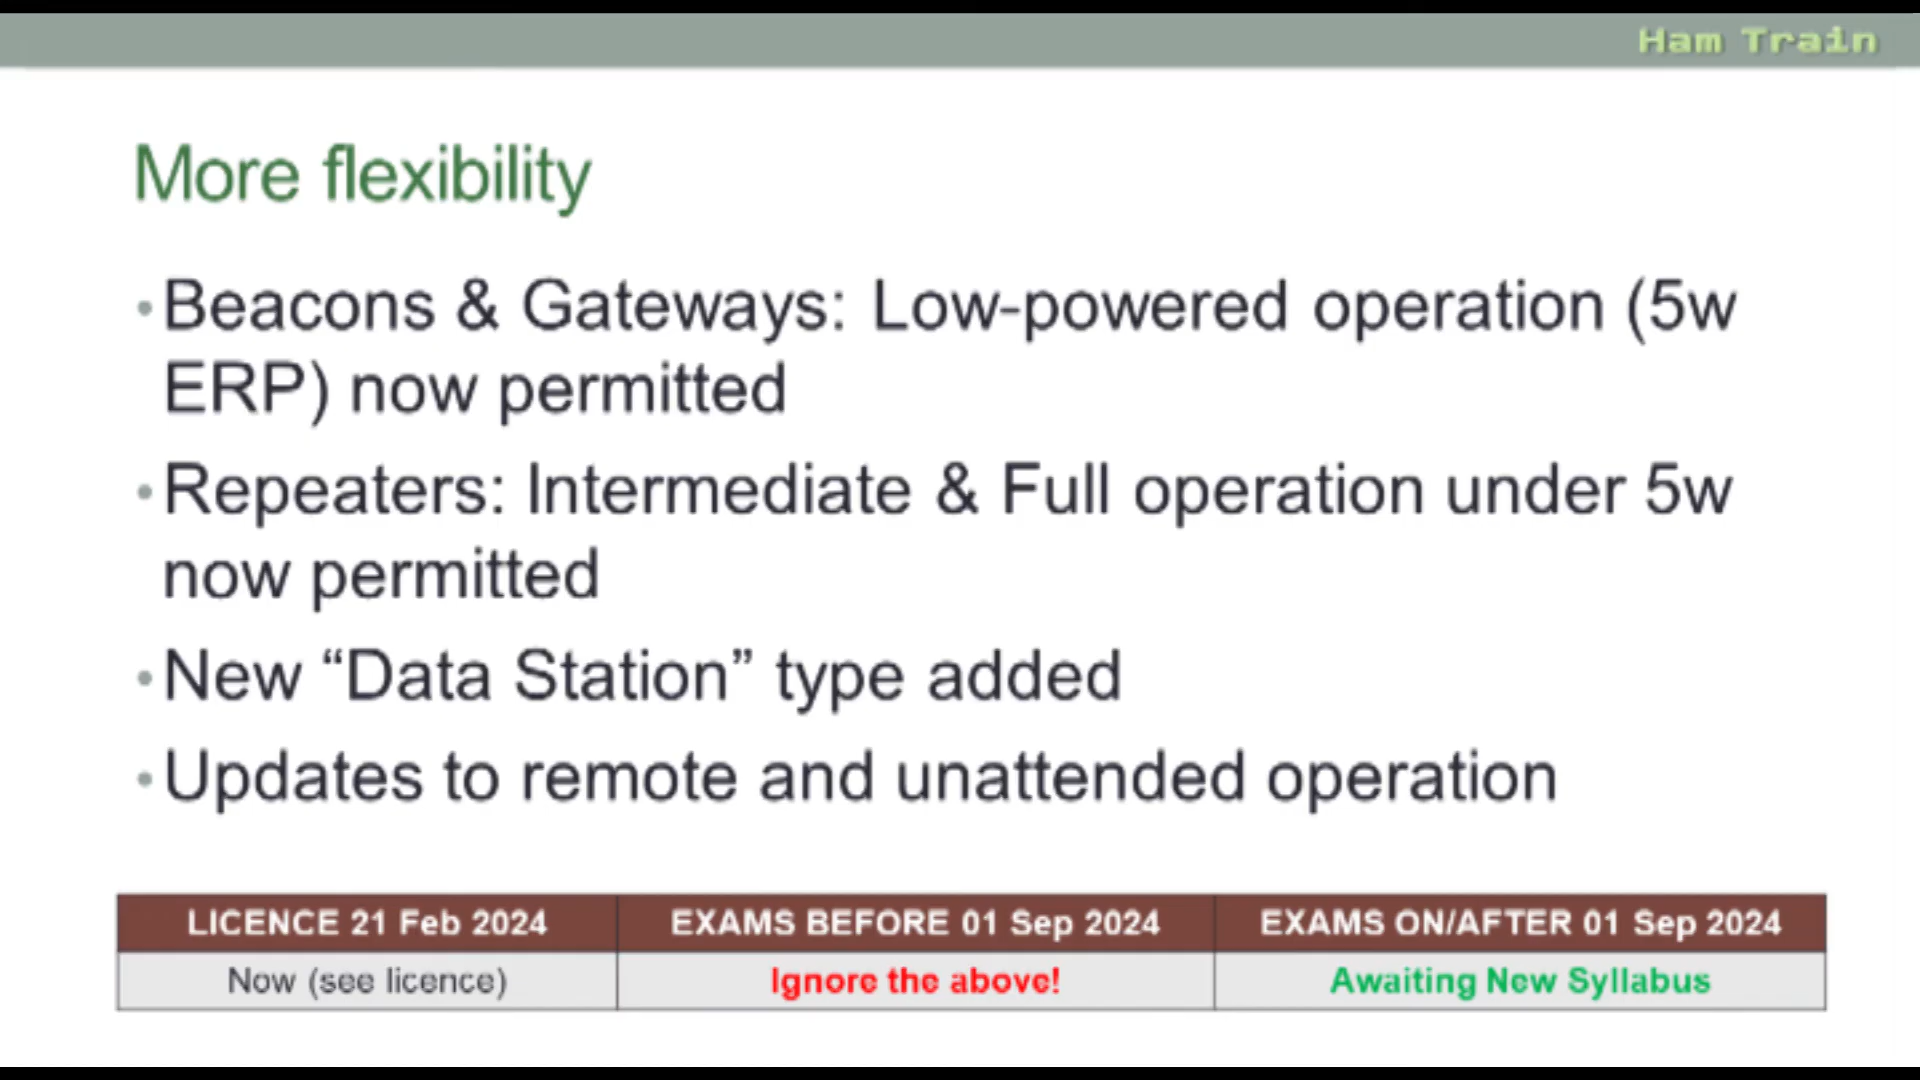 Ham Train
More flexibility
•Beacons & Gateways: Low-powered operation (5w
ERP) now permitted
•Repeaters: Intermediate & Full operation under 5w
now permitted
•New “Data Station” type added
•Updates to remote and unattended operation
LICENCE 21 Feb 2024 EXAMS BEFORE 01 Sep 2024 EXAMS ON/AFTER 01 Sep 2024
Now (see licence) Ignore the above! Awaiting New Syllabus